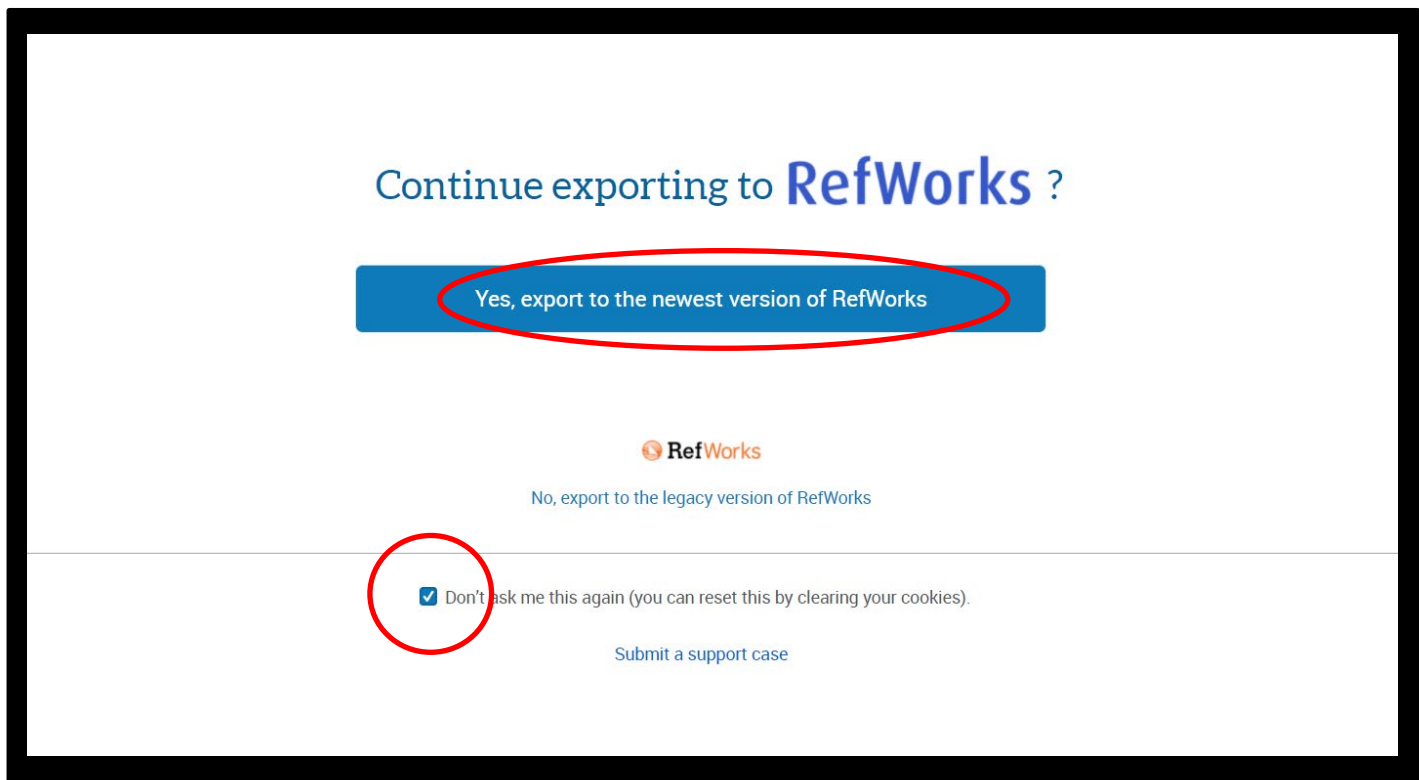 Continue exporting to RefWorks ?
Yes, export to the newest version of RefWorks
RefWorks
No, export to the legacy version of RefWorks
Don't ask me this again (you can reset this by clearing your cookies).
Submit a support case